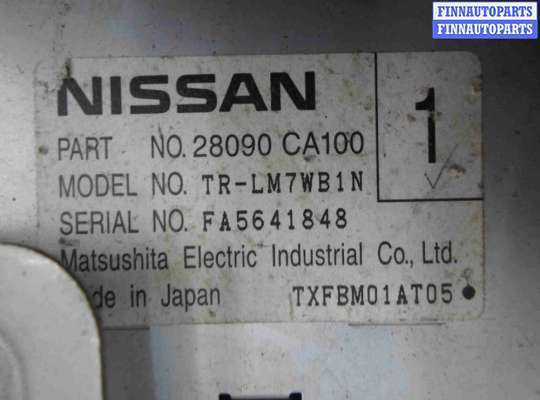 FINNAUTOPARTS
FINNAUTOPARTS
NISSAN
1
PART NO. 28090 CA100
MODEL NO. TR-LM7WB1N
SERIAL NO. FA5641848
Matsushita Electric Industrial Co., Ltd.
de in Japan TXFBM01AT05